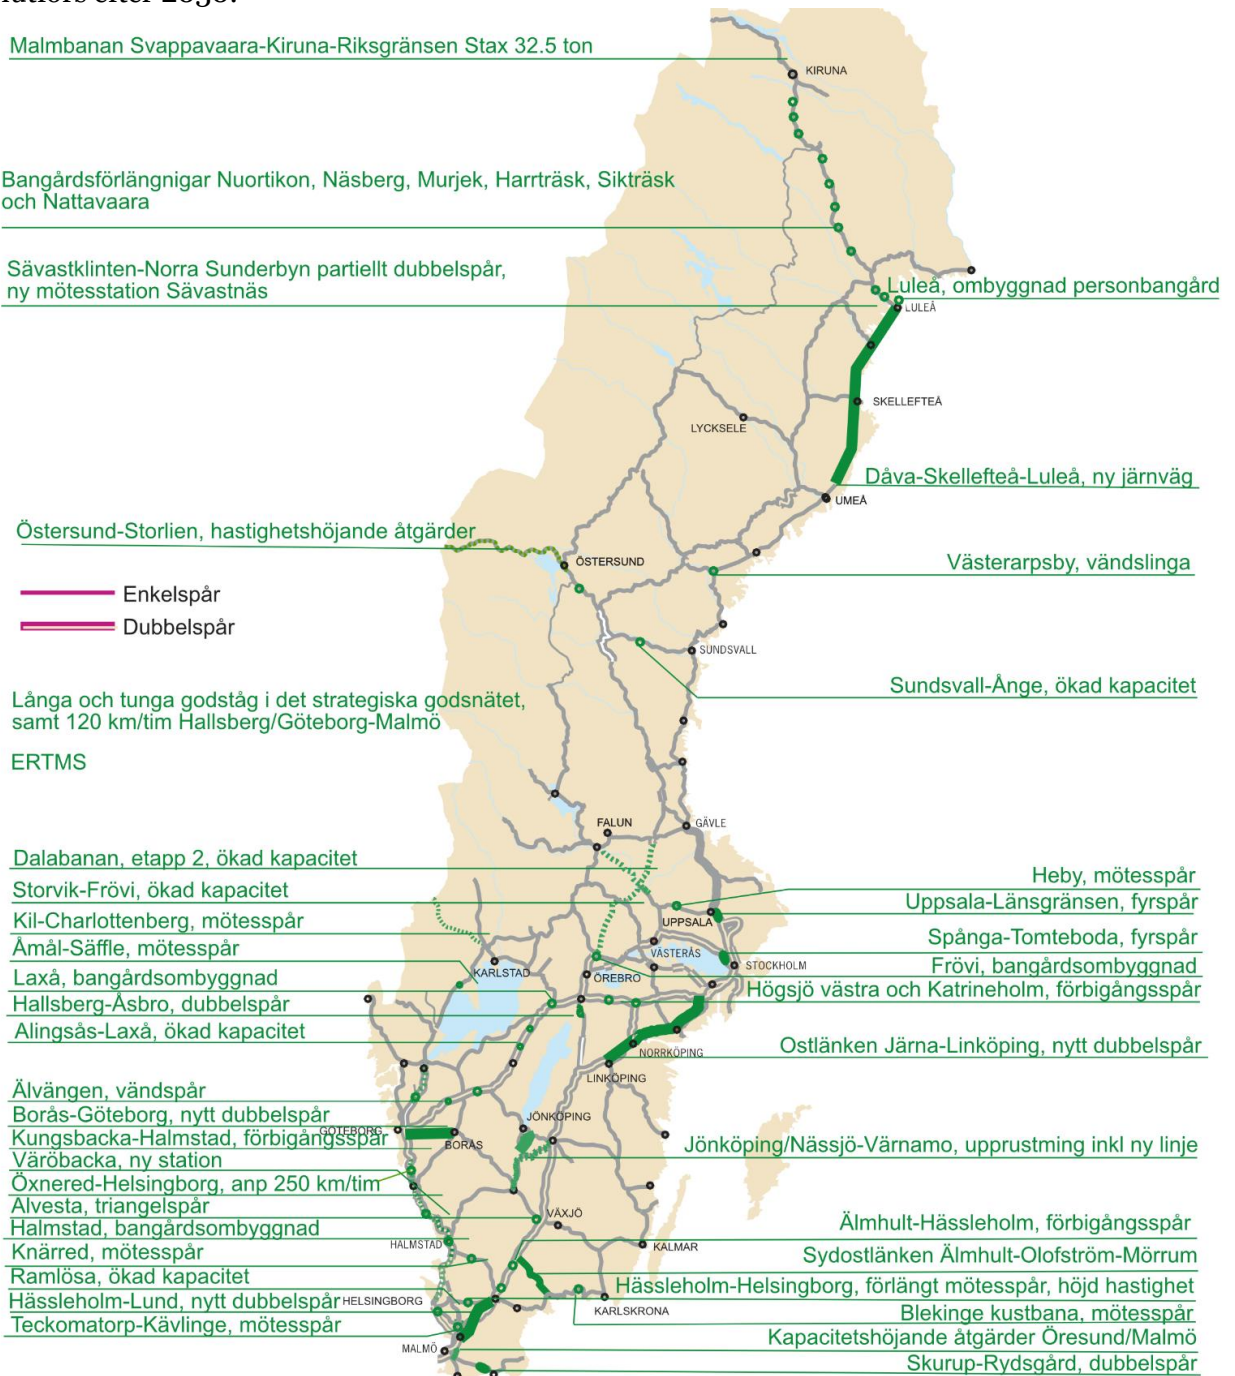 efter 2030.
Malmbanan Svappavaara-Kiruna-Riksgränsen Stax 32.5 ton
KIRUNA
Bangårdsförlängnigar Nuortikon, Näsberg, Murjek, Harrträsk, Sikträsk
och Nattavaara
Sävastklinten-Norra Sunderbyn partiellt dubbelspår,
ny mötesstation Sävastnäs
Luleå, ombyggnad personbangård
LULEÅ
SKELLEFTEÅ
LYCKSELE
Dåva-Skellefteå-Luleå, ny järnväg
UMEÅ
Östersund-Storlien, hastighetshöjande åtgärder
ÖSTERSUND
Västerarpsby, vändslinga
Enkelspår
Dubbelspår
SUNDSVALL
Sundsvall-Ånge, ökad kapacitet
Långa och tunga godståg i det strategiska godsnätet,
samt 120 km/tim Hallsberg/Göteborg-Malmö
ERTMS
FALUN
GÄVLE
Dalabanan, etapp 2, ökad kapacitet
Heby, mötesspår
Storvik-Frövi, ökad kapacitet
Uppsala-Länsgränsen, fyrspår
Kil-Charlottenberg, mötesspår
UPPSALA
Spånga-Tomteboda, fyrspår
Åmål-Säffle, mötesspår
VÄSTERÅS
STOCKHOLM
Frövi, bangårdsombyggnad
Laxå, bangårdsombyggnad
KARLSTAD
ÖREBRO
Högsjö västra och Katrineholm, förbigångsspår
Hallsberg-Åsbro, dubbelspår
Alingsås-Laxå, ökad kapacitet
NORRKÖPING
Ostlänken Järna-Linköping, nytt dubbelspår
LINKÖPING
Älvängen, vändspår
Borås-Göteborg, nytt dubbelspår
JÖNKÖPING
GÖTEBORG
Kungsbacka-Halmstad, förbigångsspår
BORÅS
Jönköping/Nässjö-Värnamo, upprustming inkl ny linje
Väröbacka, ny station
Öxnered-Helsingborg, anp 250 km/tim
Alvesta, triangelspår
VÄXJÖ
Älmhult-Hässleholm, förbigångsspår
Halmstad, bangårdsombyggnad
HALMSTAD
KALMAR
Knärred, mötesspår
Sydostlänken Älmhult-Olofström-Mörrum
Ramlösa, ökad kapacitet
Hässleholm-Helsingborg, förlängt mötesspår, höjd hastighet
Hässleholm-Lund, nytt dubbelspår
HELSINGBORG
KARLSKRONA
Blekinge kustbana, mötesspår
Teckomatorp-Kävlinge, mötesspår
Kapacitetshöjande åtgärder Öresund/Malmö
MALMÖ
Skurup-Rydsgård, dubbelspår